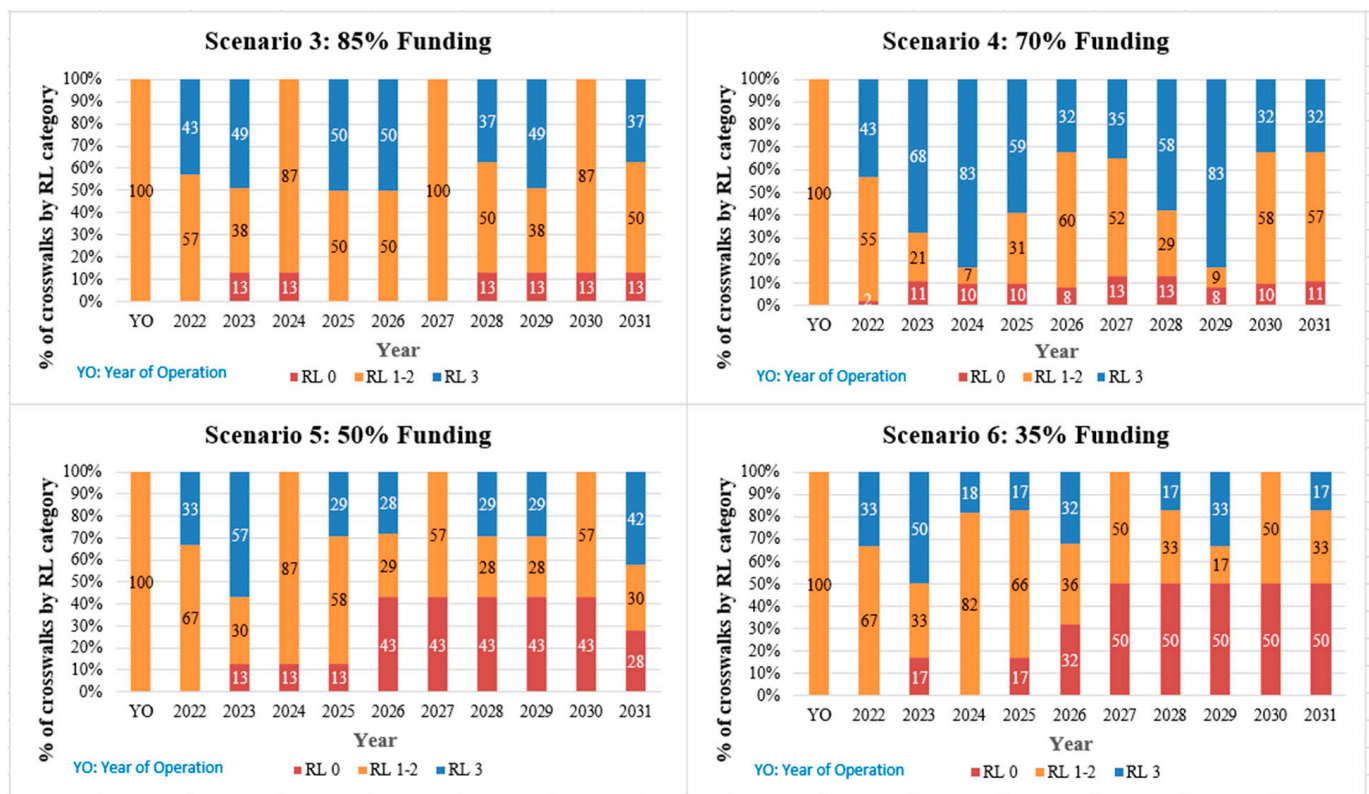 Scenario 3: 85% Funding
% of crosswalks by RL category
100%
90%
80%
70%
60%
50%
40%
30%
20%
10%
0%
43 49 50 50 37 49 37
100 57 38 87 50 50 100 50 38 87 50
13 13 13 13 13 13
YO 2022 2023 2024 2025 2026 2027 2028 2029 2030 2031
Year
YO: Year of Operation
RL 0 RL 1-2 RL 3
Scenario 4: 70% Funding
% of crosswalks by RL category
100%
90%
80%
70%
60%
50%
40%
30%
20%
10%
0%
43 68 83 59 32 35 58 83 32 32
100 55 21 7 31 60 52 29 9 58 57
2 11 10 10 8 13 13 8 10 11
YO 2022 2023 2024 2025 2026 2027 2028 2029 2030 2031
Year
YO: Year of Operation
RL 0 RL 1-2 RL 3
Scenario 5: 50% Funding
% of crosswalks by RL category
100%
90%
80%
70%
60%
50%
40%
30%
20%
10%
0%
33 57 29 28 29 29 42
100 67 30 87 58 29 57 28 28 57 30
13 13 13 43 43 43 43 43 28
YO 2022 2023 2024 2025 2026 2027 2028 2029 2030 2031
Year
YO: Year of Operation
RL 0 RL 1-2 RL 3
Scenario 6: 35% Funding
% of crosswalks by RL category
100%
90%
80%
70%
60%
50%
40%
30%
20%
10%
0%
33 50 18 17 32 17 33 17
100 67 33 82 66 36 50 33 17 50 33
17 17 32 50 50 50 50 50
YO 2022 2023 2024 2025 2026 2027 2028 2029 2030 2031
Year
YO: Year of Operation
RL 0 RL 1-2 RL 3